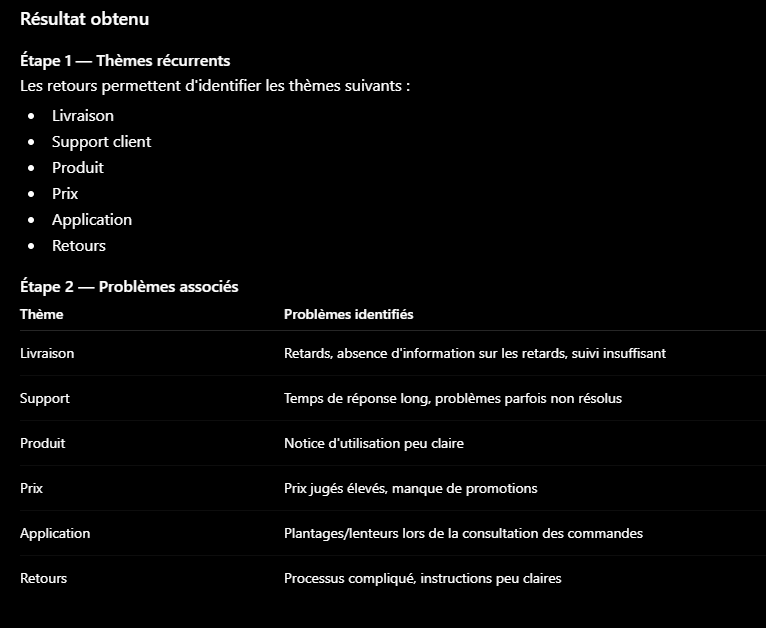 Résultat obtenu
Étape 1 — Thèmes récurrents
Les retours permettent d'identifier les thèmes suivants :
• Livraison
• Support client
• Produit
• Prix
• Application
• Retours
Étape 2 — Problèmes associés
Thème Problèmes identifiés
Livraison Retards, absence d'information sur les retards, suivi insuffisant
Support Temps de réponse long, problèmes parfois non résolus
Produit Notice d'utilisation peu claire
Prix Prix jugés élevés, manque de promotions
Application Plantages/lenteurs lors de la consultation des commandes
Retours Processus compliqué, instructions peu claires